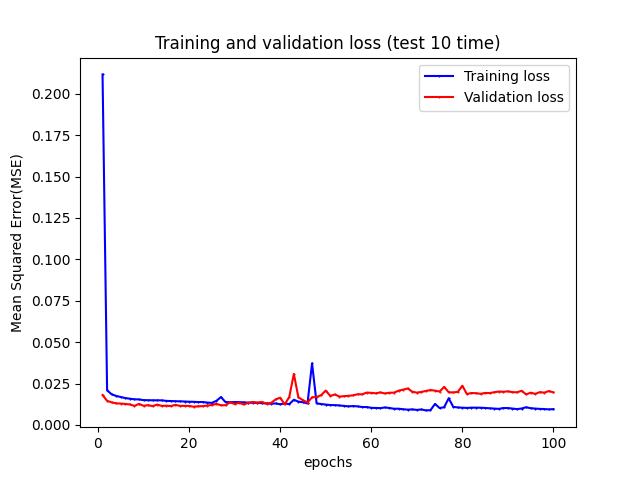 Training and validation loss (test 10 time)
Training loss
Validation loss
Mean Squared Error(MSE)
0.200
0.175
0.150
0.125
0.100
0.075
0.050
0.025
0.000
0 20 40 60 80 100
epochs